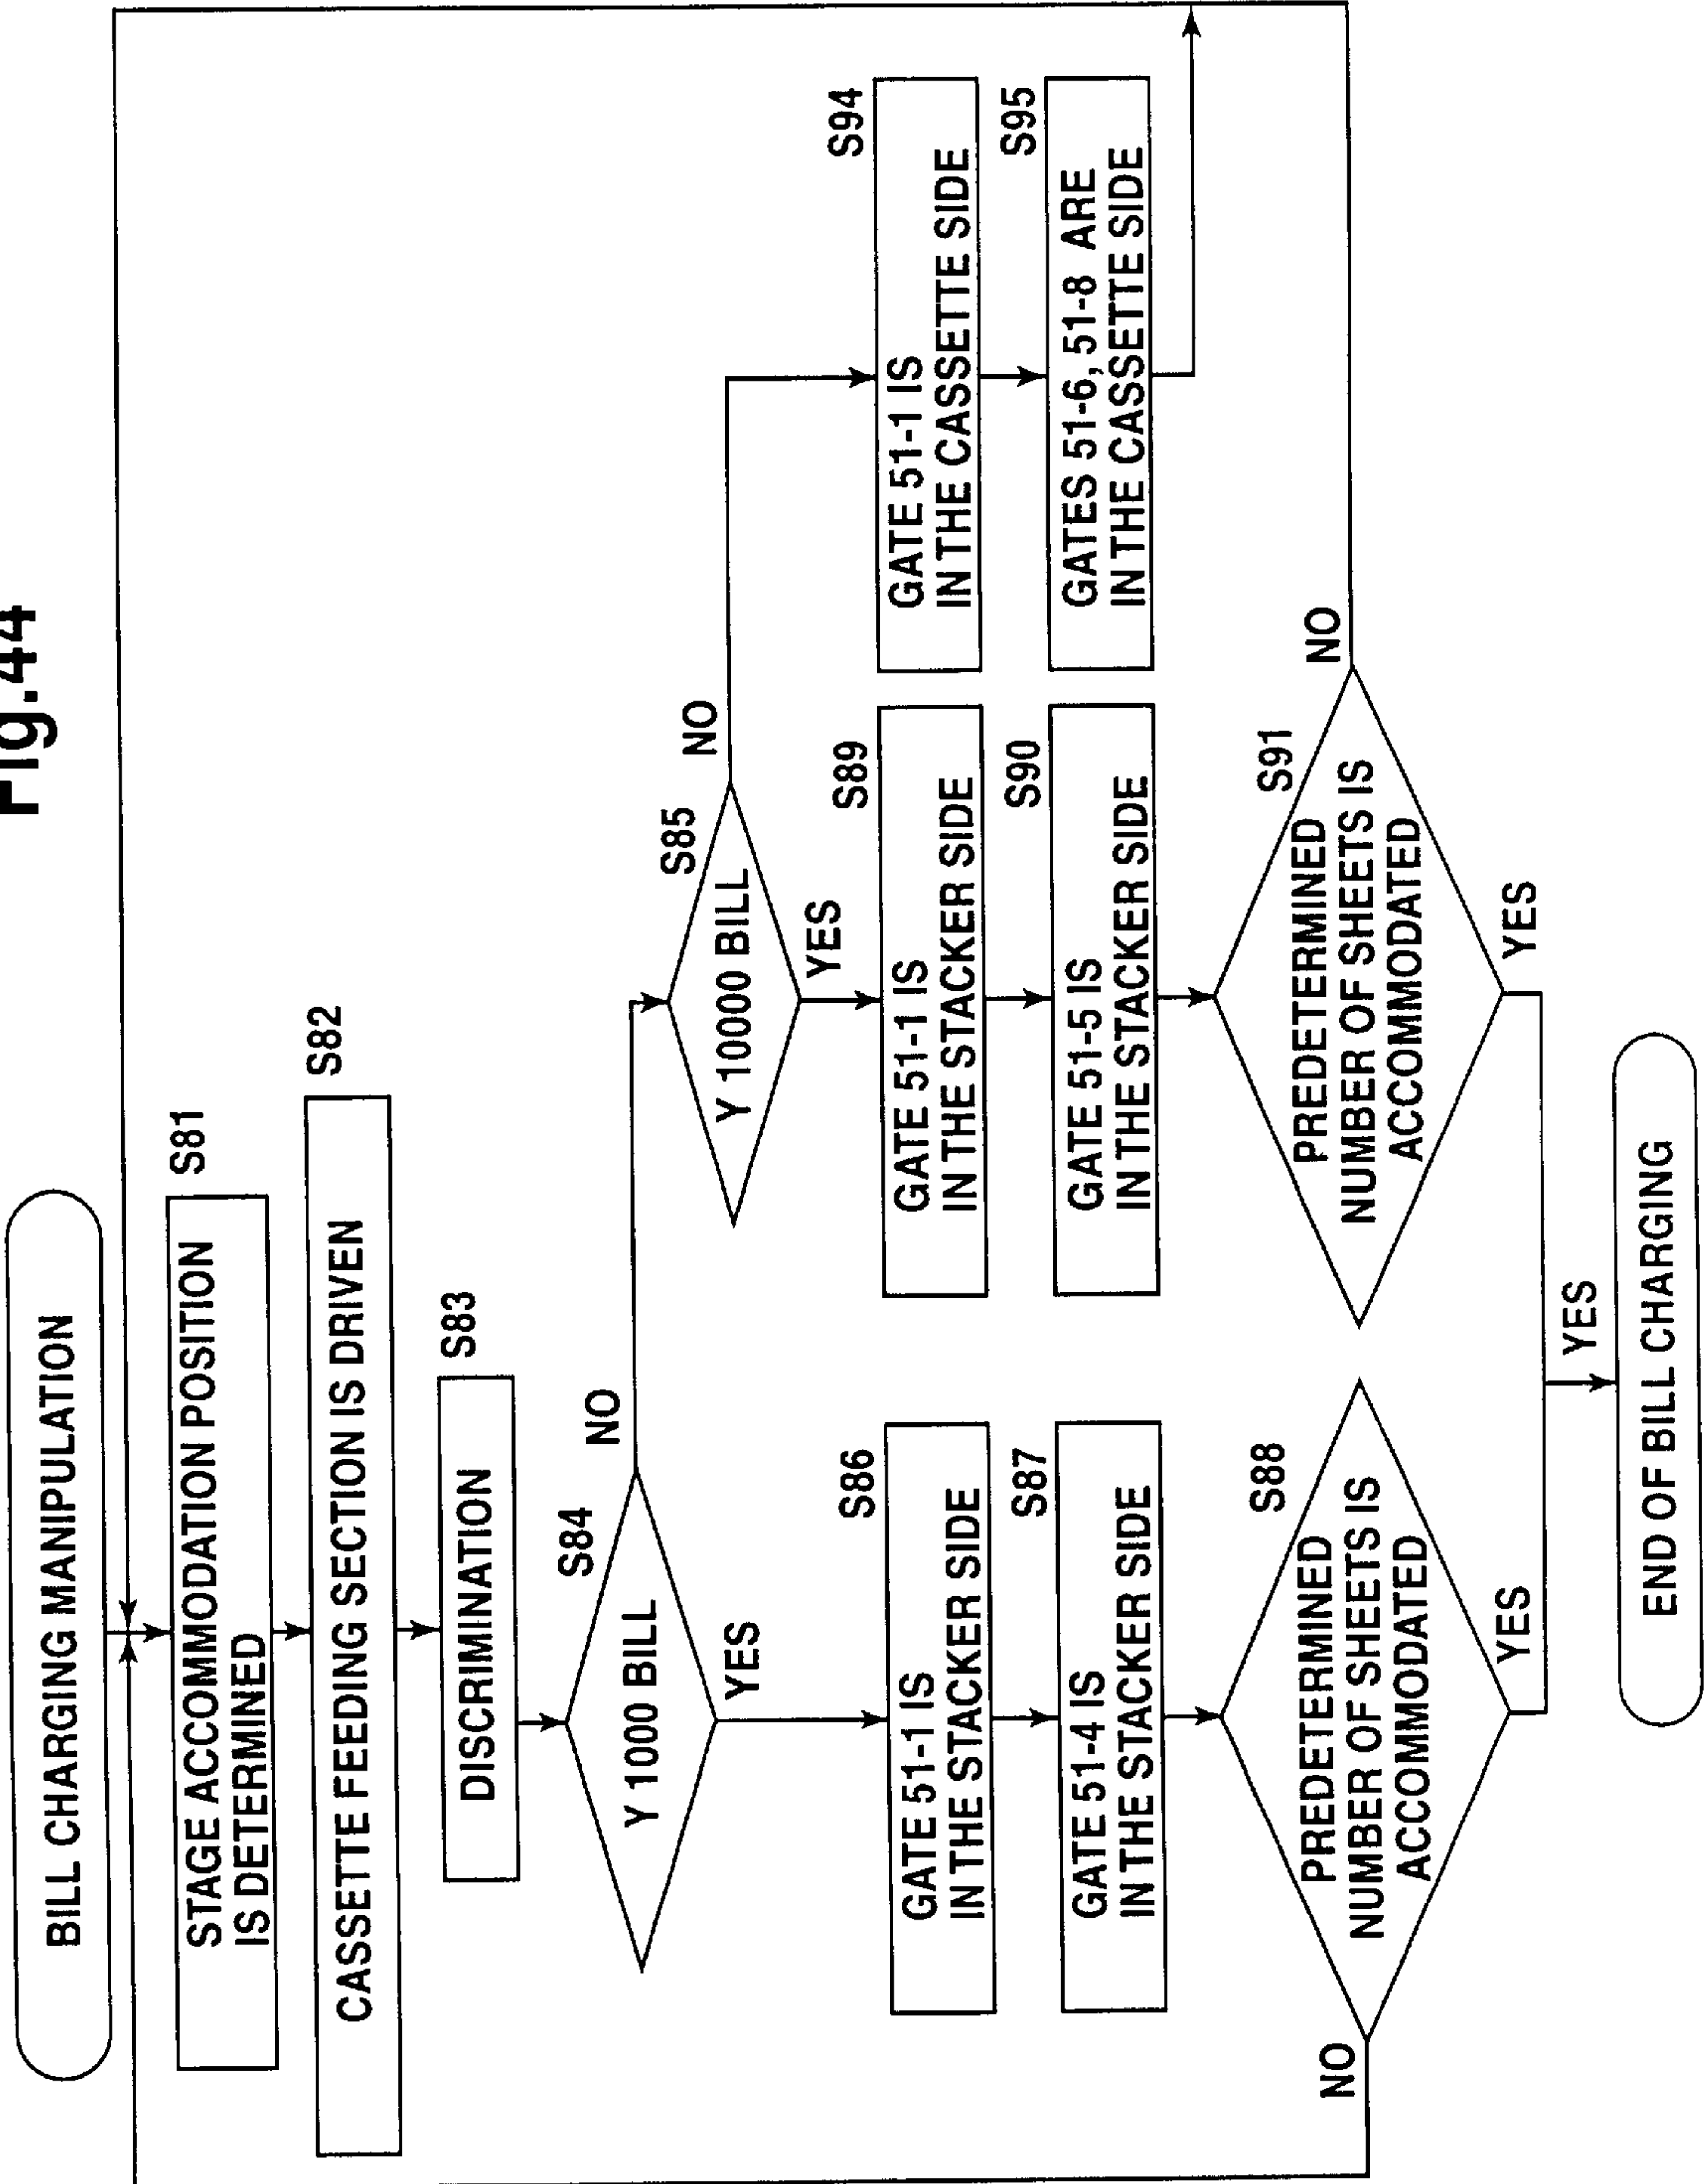 Fig.44
BILL CHARGING MANIPULATION
S81
STAGE ACCOMMODATION POSITION
IS DETERMINED
S82
CASSETTE FEEDING SECTION IS DRIVEN
S83
DISCRIMINATION
S84
Y 1000 BILL
NO
YES
S85
Y 10000 BILL
NO
YES
S86
GATE 51-1 IS
IN THE STACKER SIDE
S87
GATE 51-4 IS
IN THE STACKER SIDE
S88
PREDETERMINED
NUMBER OF SHEETS IS
ACCOMMODATED
NO
YES
S89
GATE 51-1 IS
IN THE STACKER SIDE
S90
GATE 51-5 IS
IN THE STACKER SIDE
S91
PREDETERMINED
NUMBER OF SHEETS IS
ACCOMMODATED
NO
YES
S94
GATE 51-1 IS
IN THE CASSETTE SIDE
S95
GATES 51-6, 51-8 ARE
IN THE CASSETTE SIDE
YES
END OF BILL CHARGING